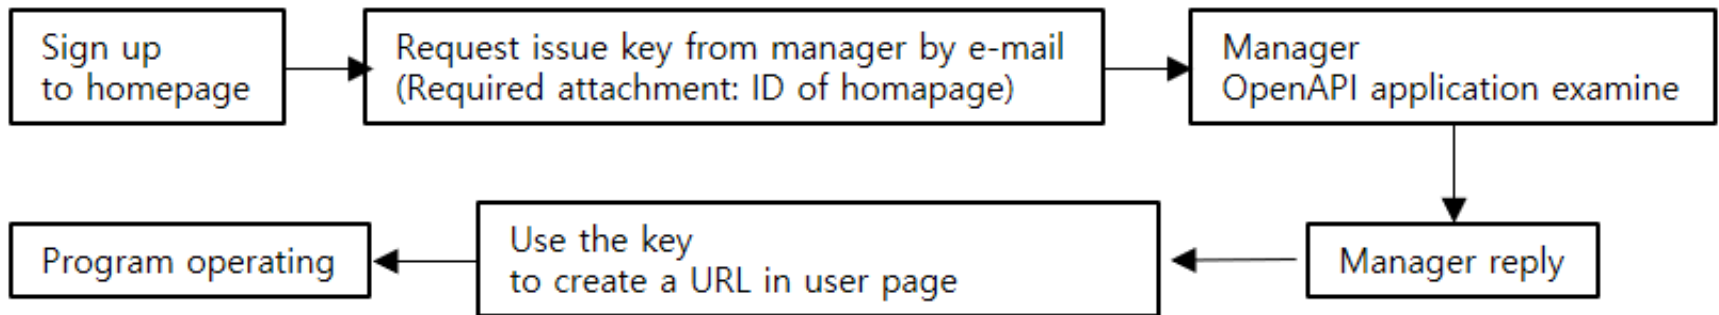 Sign up
to homepage
Request issue key from manager by e-mail
(Required attachment: ID of homapage)
Manager
OpenAPI application examine
Manager reply
Use the key
to create a URL in user page
Program operating